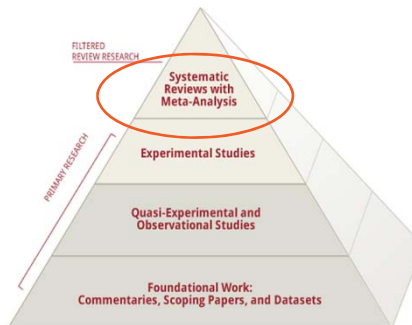 FILTERED
REVIEW RESEARCH
Systematic
Reviews with
Meta-Analysis
PRIMARY RESEARCH
Experimental Studies
Quasi-Experimental and
Observational Studies
Foundational Work:
Commentaries, Scoping Papers, and Datasets